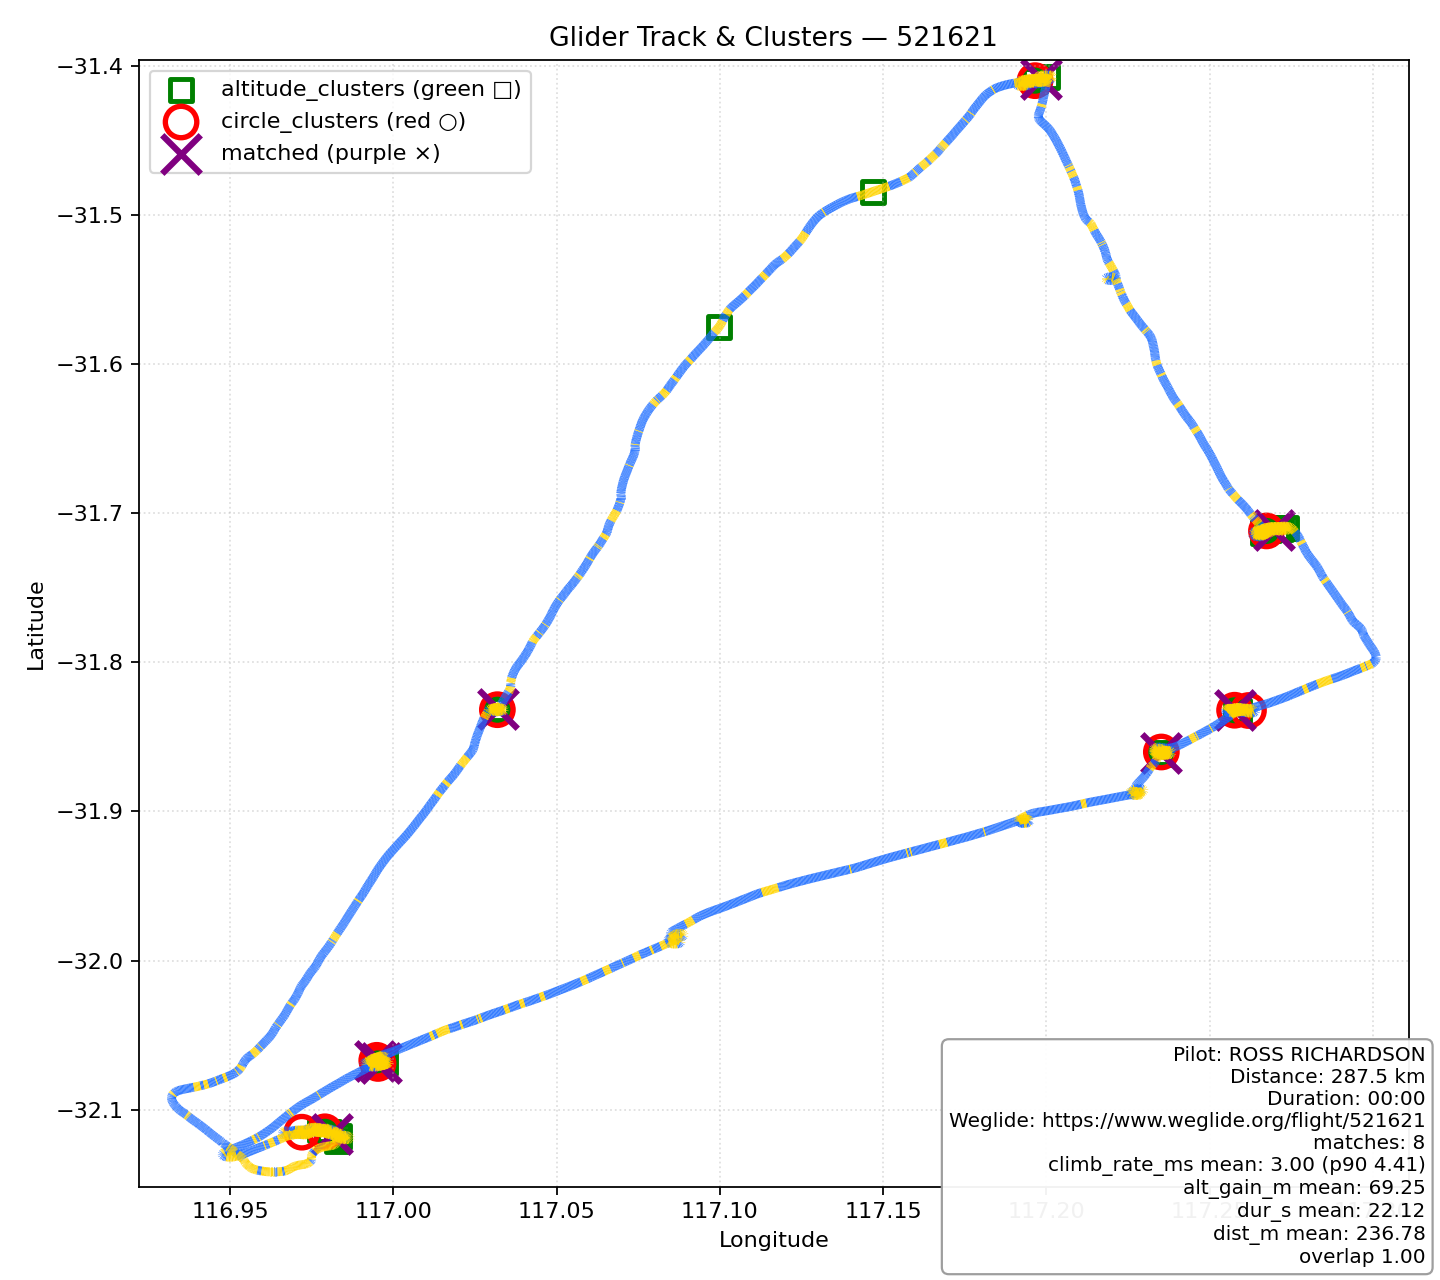 Glider Track & Clusters — 521621
altitude_clusters (green □)
circle_clusters (red ○)
matched (purple ×)
Latitude
−31.4
−31.5
−31.6
−31.7
−31.8
−31.9
−32.0
−32.1
116.95
117.00
117.05
117.10
117.15
117.20
Longitude
Pilot: ROSS RICHARDSON
Distance: 287.5 km
Duration: 00:00
Weglide: https://www.weglide.org/flight/521621
matches: 8
climb_rate_ms mean: 3.00 (p90 4.41)
alt_gain_m mean: 69.25
dur_s mean: 22.12
dist_m mean: 236.78
overlap 1.00